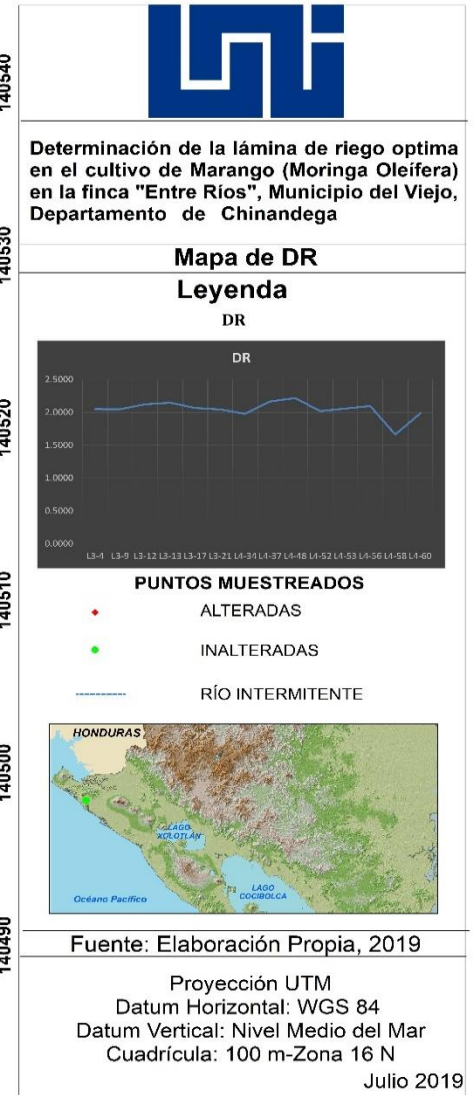 Determinación de la lámina de riego optima
en el cultivo de Marango (Moringa Oleífera)
en la finca "Entre Ríos", Municipio del Viejo,
Departamento de Chinandega
Mapa de DR
Leyenda
DR
DR
2.5000
2.0000
1.5000
1.0000
0.5000
0.0000
L3-4 L3-9 L3-12 L3-13 L3-17 L3-21 L4-34 L4-37 L4-48 L4-52 L4-53 L4-56 L4-58 L4-60
PUNTOS MUESTREADOS
ALTERADAS
INALTERADAS
RÍO INTERMITENTE
HONDURAS
LAGO
XOLOTLÁN
LAGO
COCIBOLCA
Océano Pacífico
Fuente: Elaboración Propia, 2019
Proyección UTM
Datum Horizontal: WGS 84
Datum Vertical: Nivel Medio del Mar
Cuadrícula: 100 m-Zona 16 N
Julio 2019
140540
140530
140520
140510
140500
140490